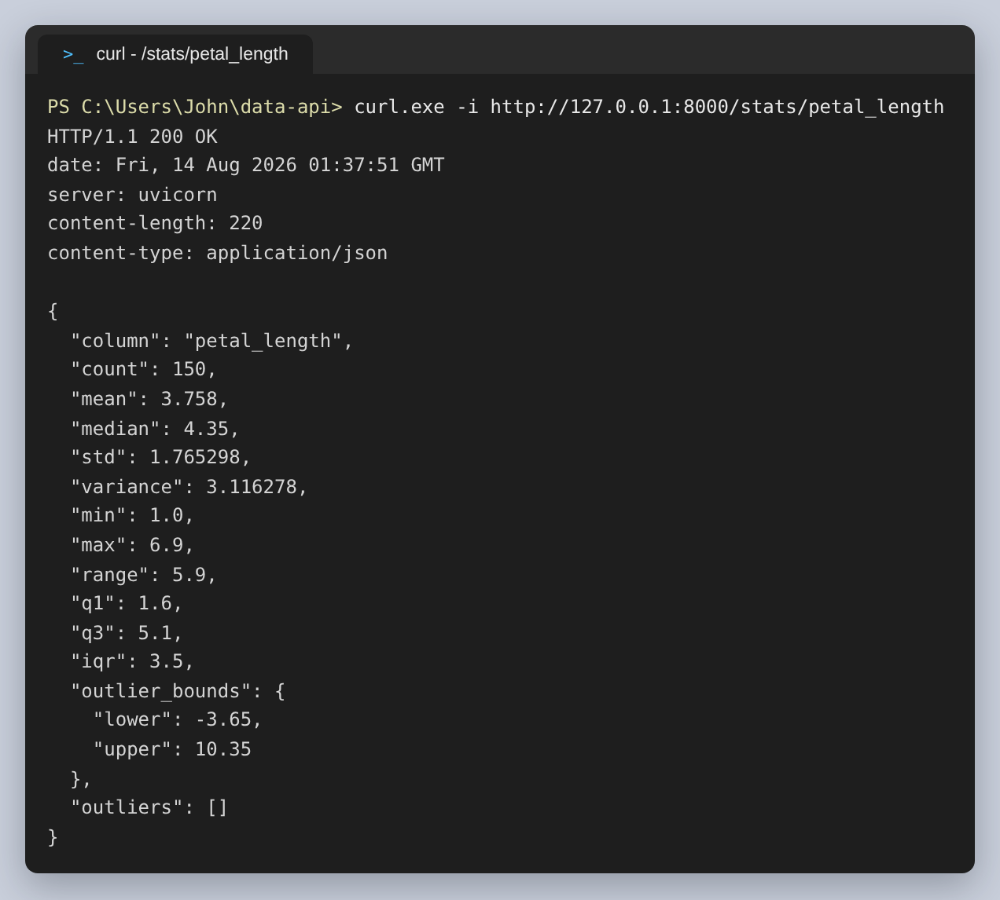 >_ curl - /stats/petal_length
PS C:\Users\John\data-api> curl.exe -i http://127.0.0.1:8000/stats/petal_length
HTTP/1.1 200 OK
date: Fri, 14 Aug 2026 01:37:51 GMT
server: uvicorn
content-length: 220
content-type: application/json

{
  "column": "petal_length",
  "count": 150,
  "mean": 3.758,
  "median": 4.35,
  "std": 1.765298,
  "variance": 3.116278,
  "min": 1.0,
  "max": 6.9,
  "range": 5.9,
  "q1": 1.6,
  "q3": 5.1,
  "iqr": 3.5,
  "outlier_bounds": {
    "lower": -3.65,
    "upper": 10.35
  },
  "outliers": []
}